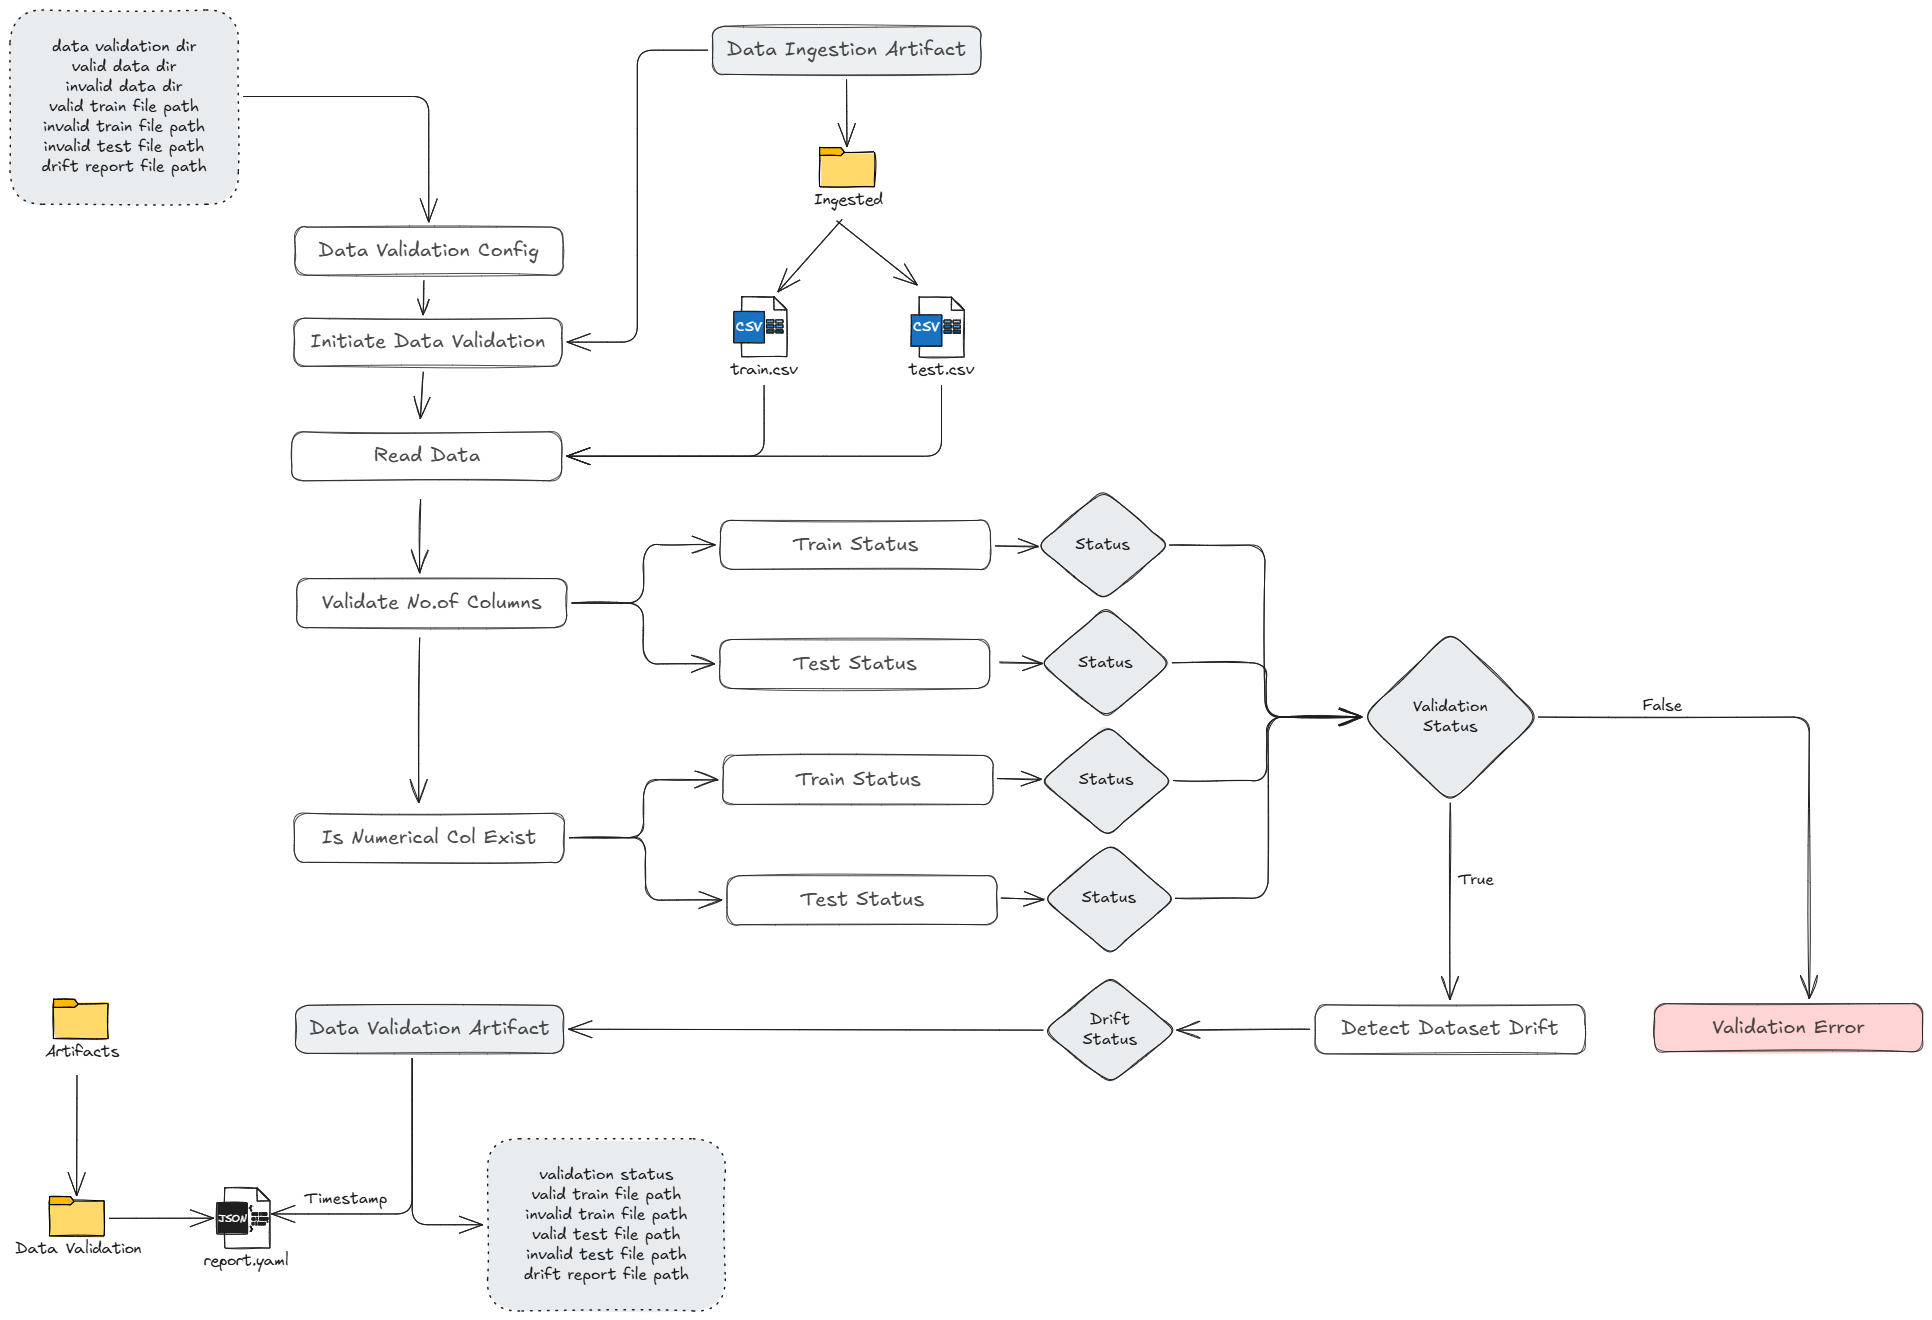 data validation dir
valid data dir
invalid data dir
valid train file path
invalid train file path
invalid test file path
drift report file path
Data Ingestion Artifact
Ingested
Data Validation Config
Initiate Data Validation
CSV
train.csv
CSV
test.csv
Read Data
Validate No.of Columns
Train Status
Status
Test Status
Status
Validation
Status
False
True
Is Numerical Col Exist
Train Status
Status
Test Status
Status
Artifacts
Data Validation Artifact
Drift
Status
Detect Dataset Drift
Validation Error
Data Validation
JSON
report.yaml
Timestamp
validation status
valid train file path
invalid train file path
valid test file path
invalid test file path
drift report file path